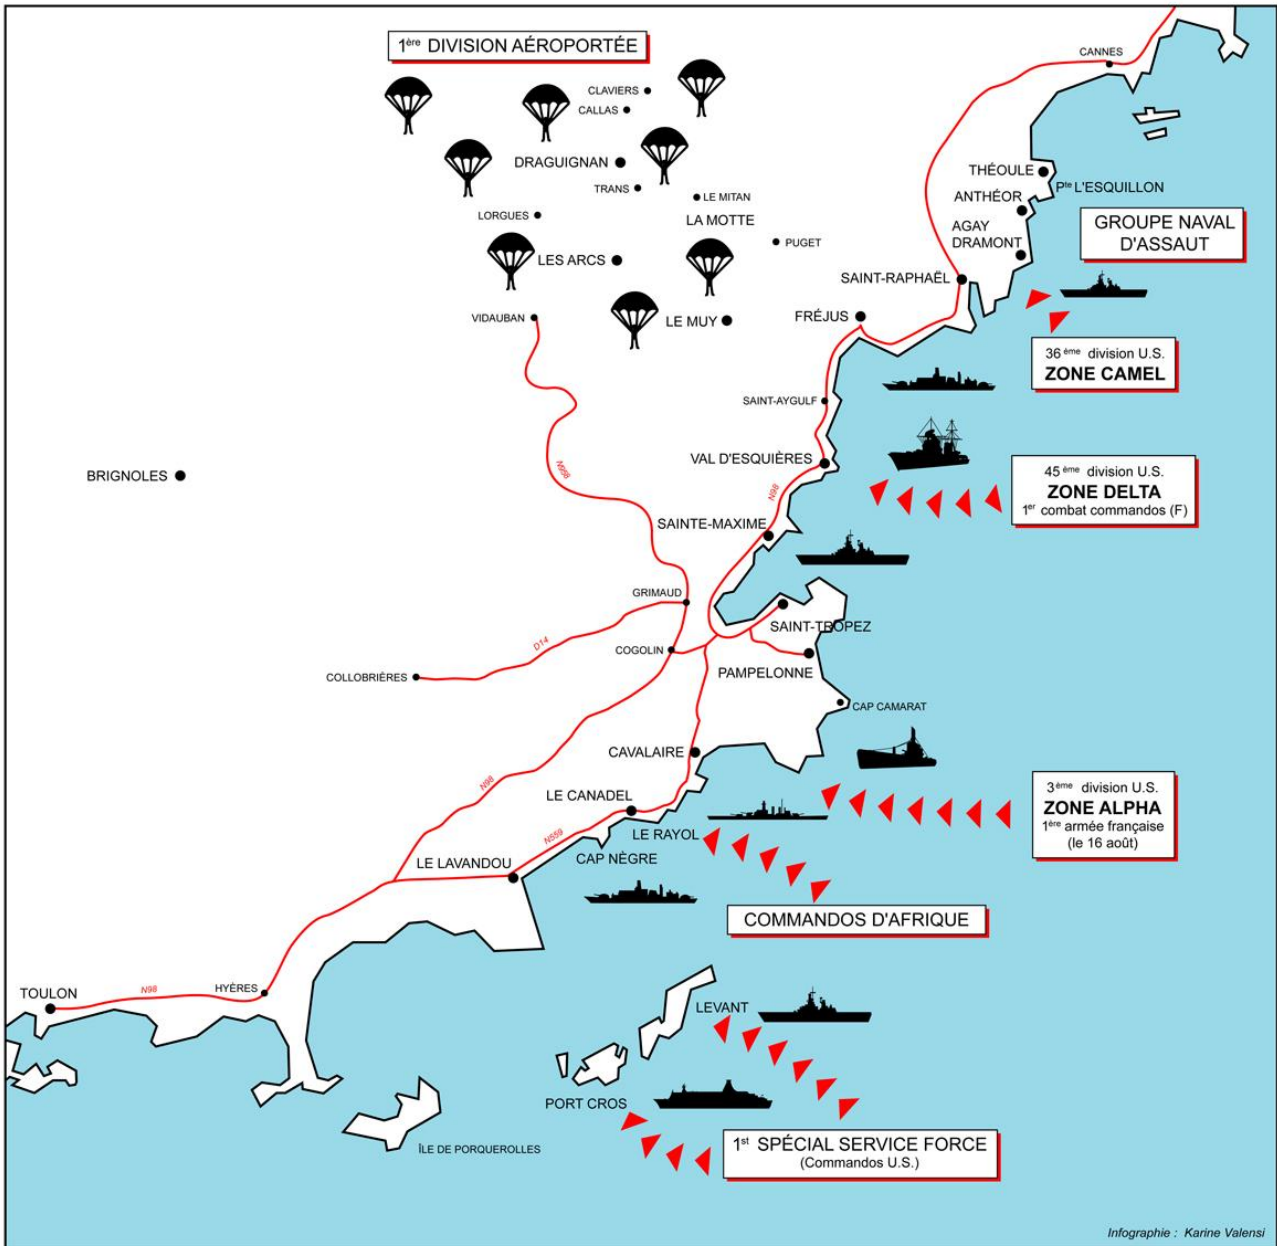 1ère DIVISION AÉROPORTÉE
CANNES
CLAVIERS
CALLAS
DRAGUIGNAN
THÉOULE
Pte L'ESQUILLON
TRANS
LE MITAN
ANTHÉOR
LORGUES
LA MOTTE
AGAY
DRAMONT
GROUPE NAVAL
D'ASSAUT
PUGET
LES ARCS
SAINT-RAPHAËL
VIDAUBAN
LE MUY
FRÉJUS
36ème division U.S.
ZONE CAMEL
SAINT-AYGULF
VAL D'ESQUIÈRES
BRIGNOLES
N558
N98
45ème division U.S.
ZONE DELTA
1er combat commandos (F)
SAINTE-MAXIME
GRIMAUD
SAINT-TROPEZ
D14
COGOLIN
COLLOBRIÈRES
PAMPELONNE
CAP CAMARAT
CAVALAIRE
N98
LE CANADEL
3ème division U.S.
ZONE ALPHA
1ère armée française
(le 16 août)
LE RAYOL
N559
CAP NÈGRE
LE LAVANDOU
COMMANDOS D'AFRIQUE
HYÈRES
N98
TOULON
LEVANT
PORT CROS
ÎLE DE PORQUEROLLES
1st SPÉCIAL SERVICE FORCE
(Commandos U.S.)
Infographie : Karine Valensi